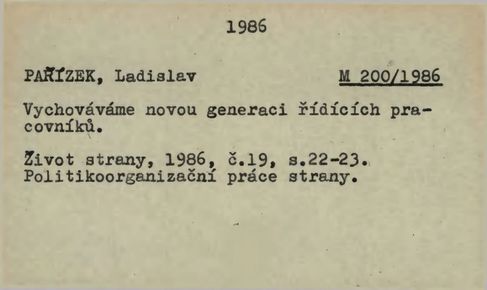 1986
PAŘÍZEK, Ladislav M 200/1986
Vychováváme novou generaci řídících pra-
covníků.
Život strany, 1986, č.19, s.22-23.
Politikoorganizační práce strany.